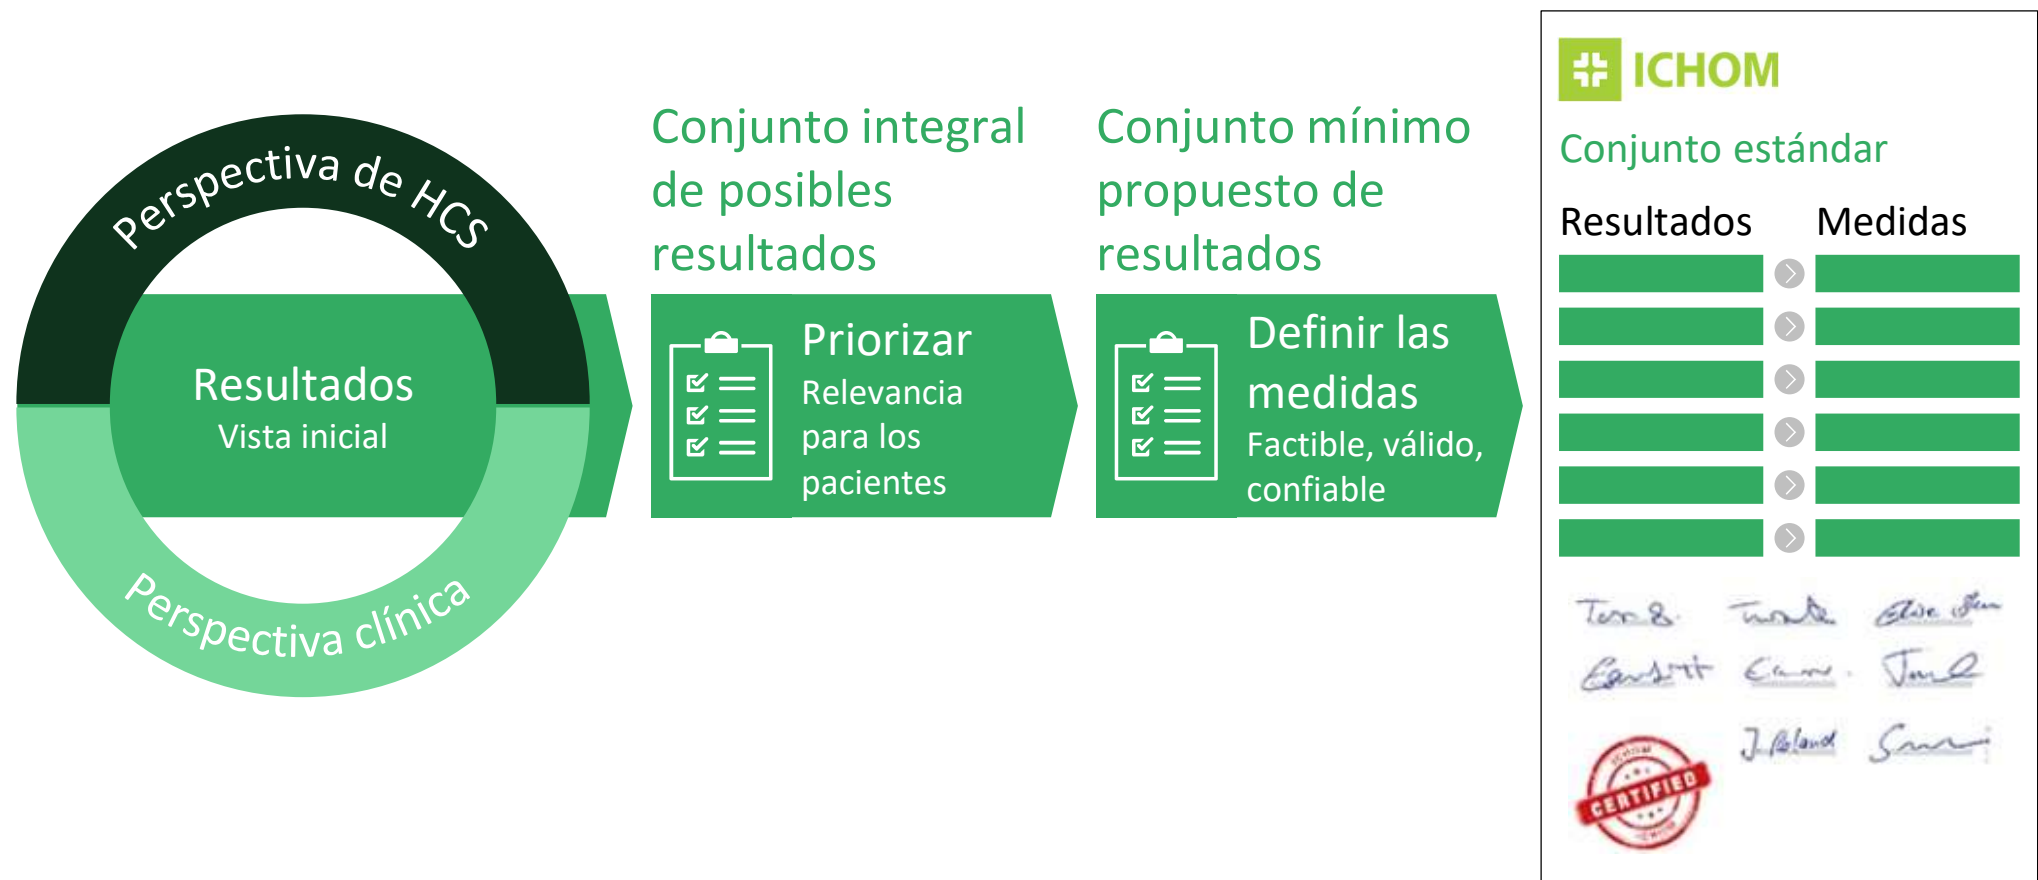 Perspectiva de HCS
Resultados
Vista inicial
Perspectiva clínica
Conjunto integral
de posibles
resultados
Priorizar
Relevancia
para los
pacientes
Conjunto mínimo
propuesto de
resultados
Definir las
medidas
Factible, válido,
confiable
ICHOM
Conjunto estándar
Resultados Medidas
CERTIFIED